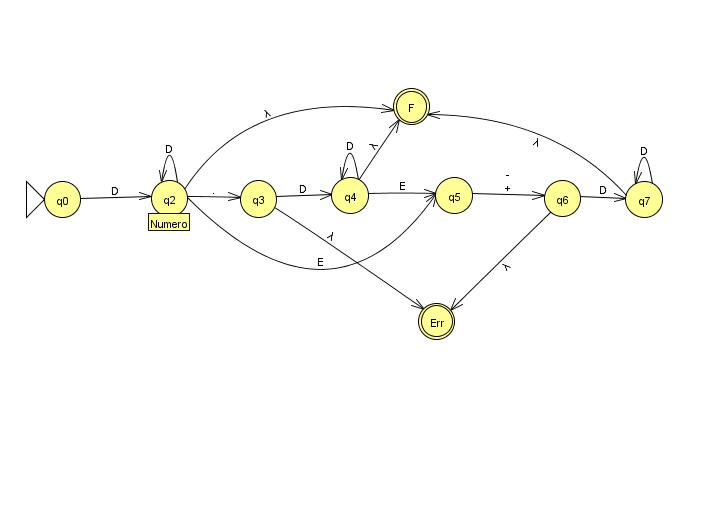 F
λ
λ
λ
D
D
D
q0
D
q2
.
q3
D
q4
E
q5
-
+
q6
D
q7
Numero
λ
E
λ
Err